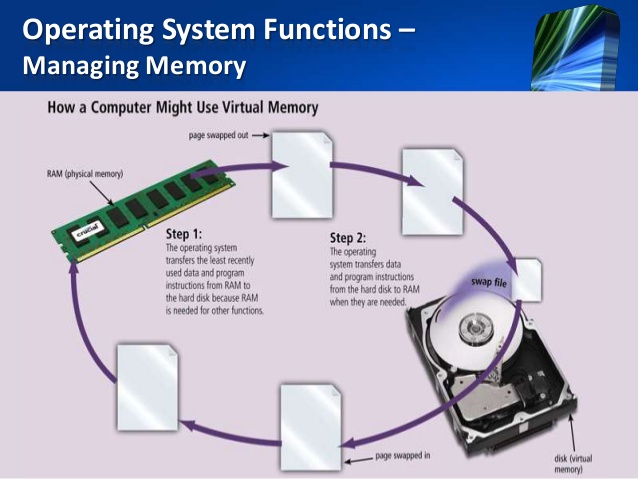 Operating System Functions –
Managing Memory
How a Computer Might Use Virtual Memory
page swapped out
RAM (physical memory)
crucial
Step 1:
The operating system
transfers the least recently
used data and program
instructions from RAM to
the hard disk because RAM
is needed for other functions.
Step 2:
The operating
system transfers data
and program instructions
from the hard disk to RAM
when they are needed.
swap file
page swapped in
disk (virtual
memory)